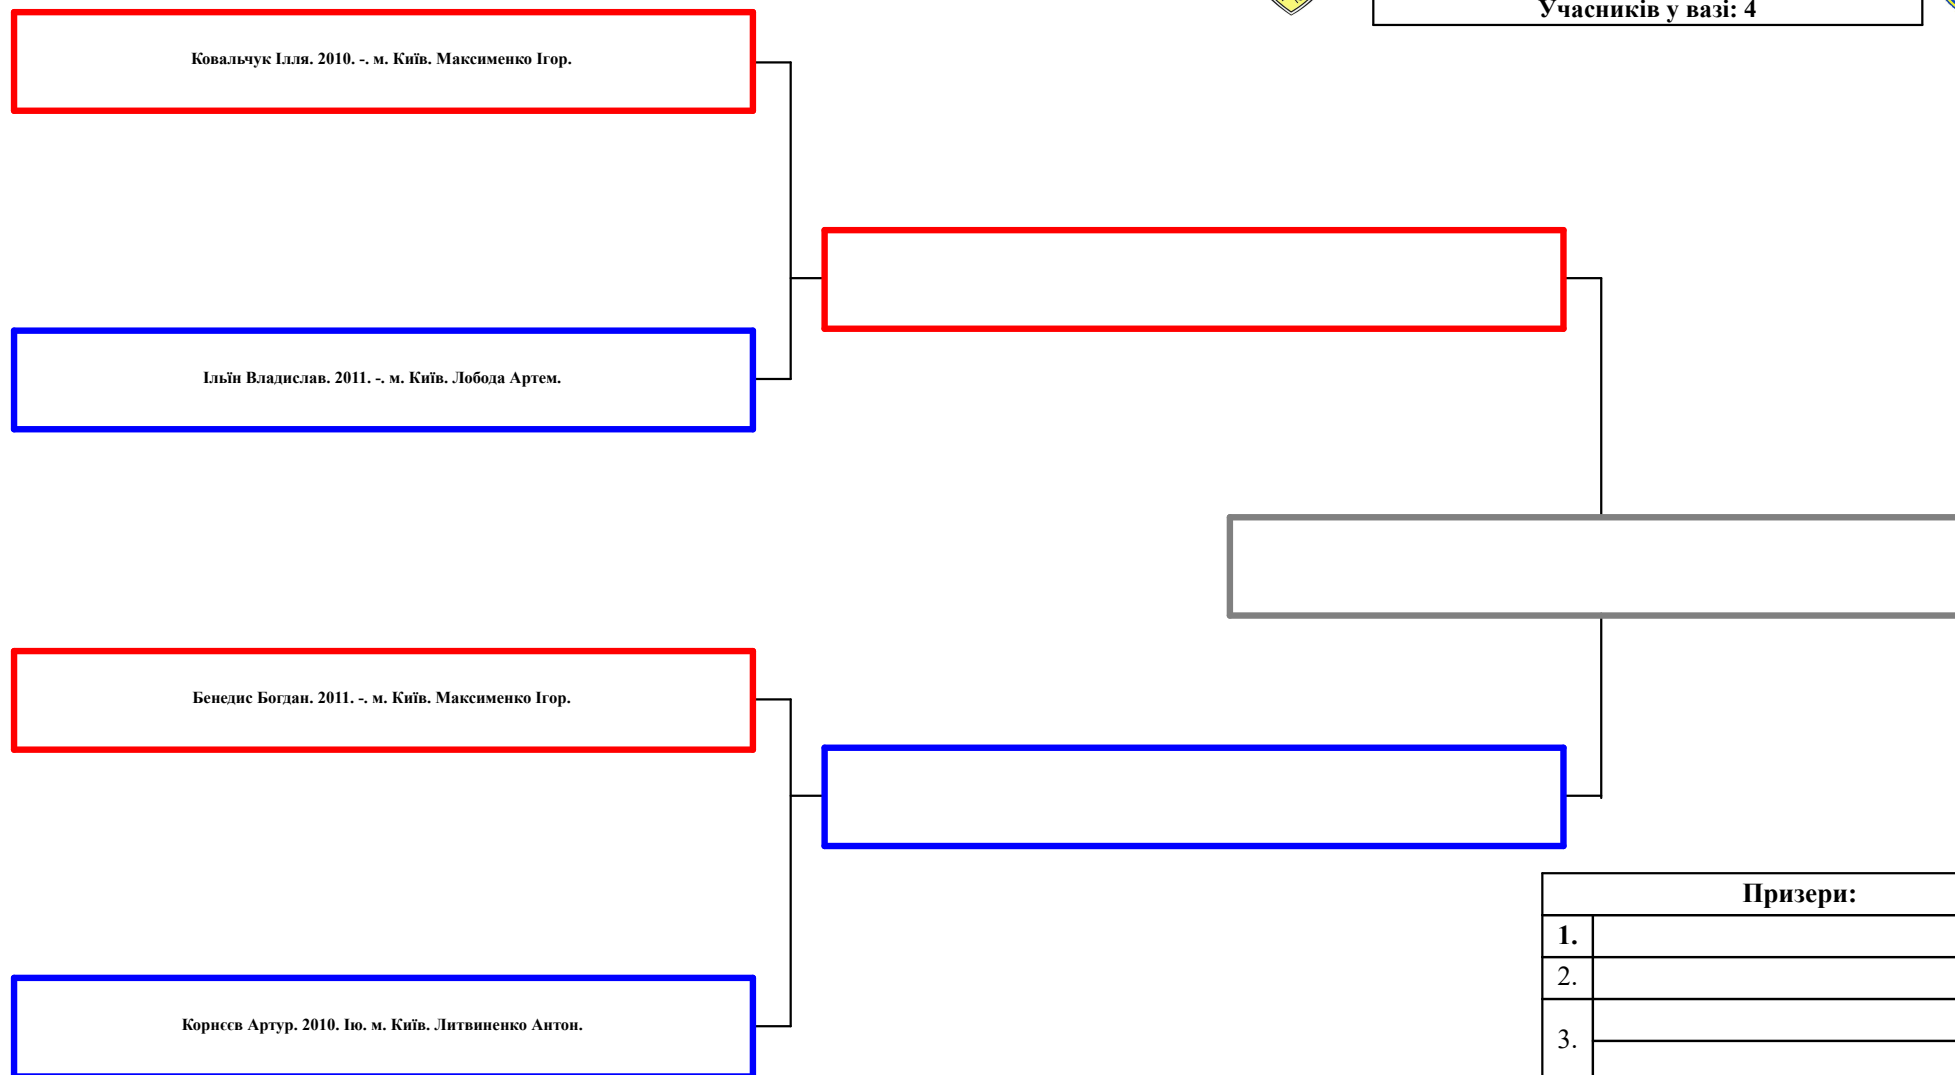 Учасників у вазі: 4
Ковальчук Ілля. 2010. -. м. Київ. Максименко Ігор.
Ільїн Владислав. 2011. -. м. Київ. Лобода Артем.
Бенедис Богдан. 2011. -. м. Київ. Максименко Ігор.
Корнєєв Артур. 2010. Ію. м. Київ. Литвиненко Антон.
Призери:
1.
2.
3.